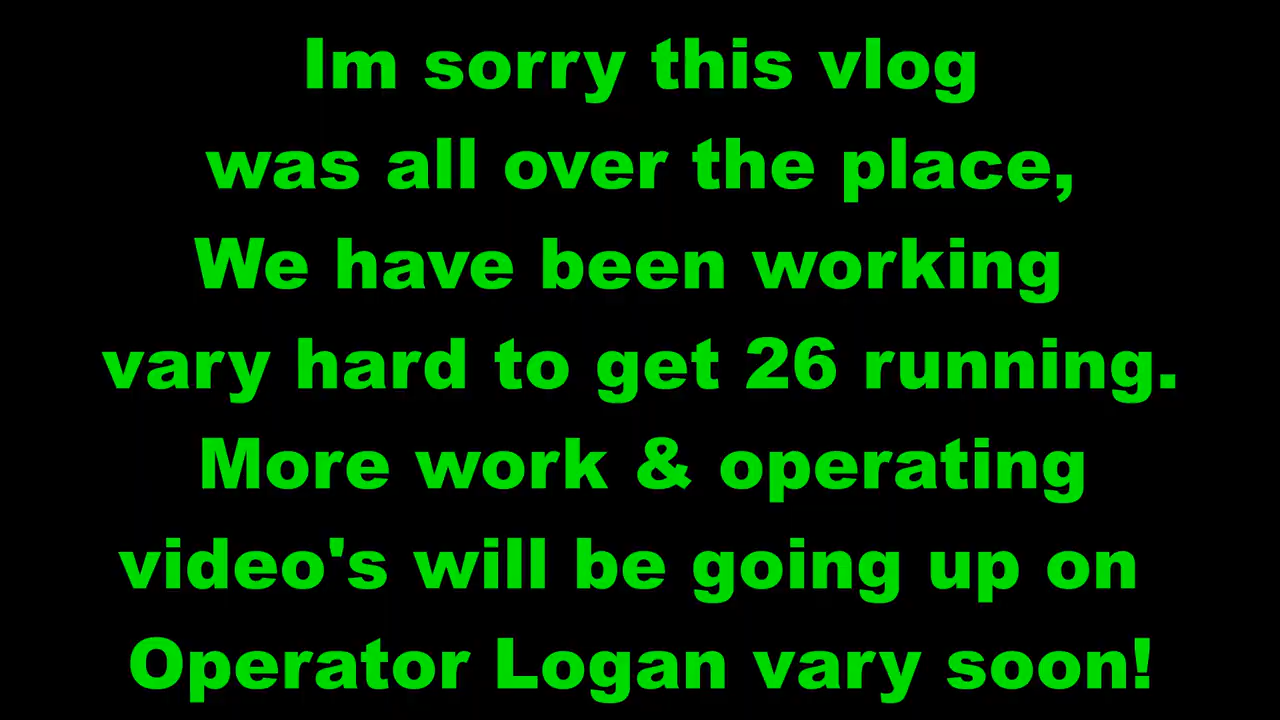 Im sorry this vlog
was all over the place,
We have been working
vary hard to get 26 running.
More work & operating
video's will be going up on
Operator Logan vary soon!